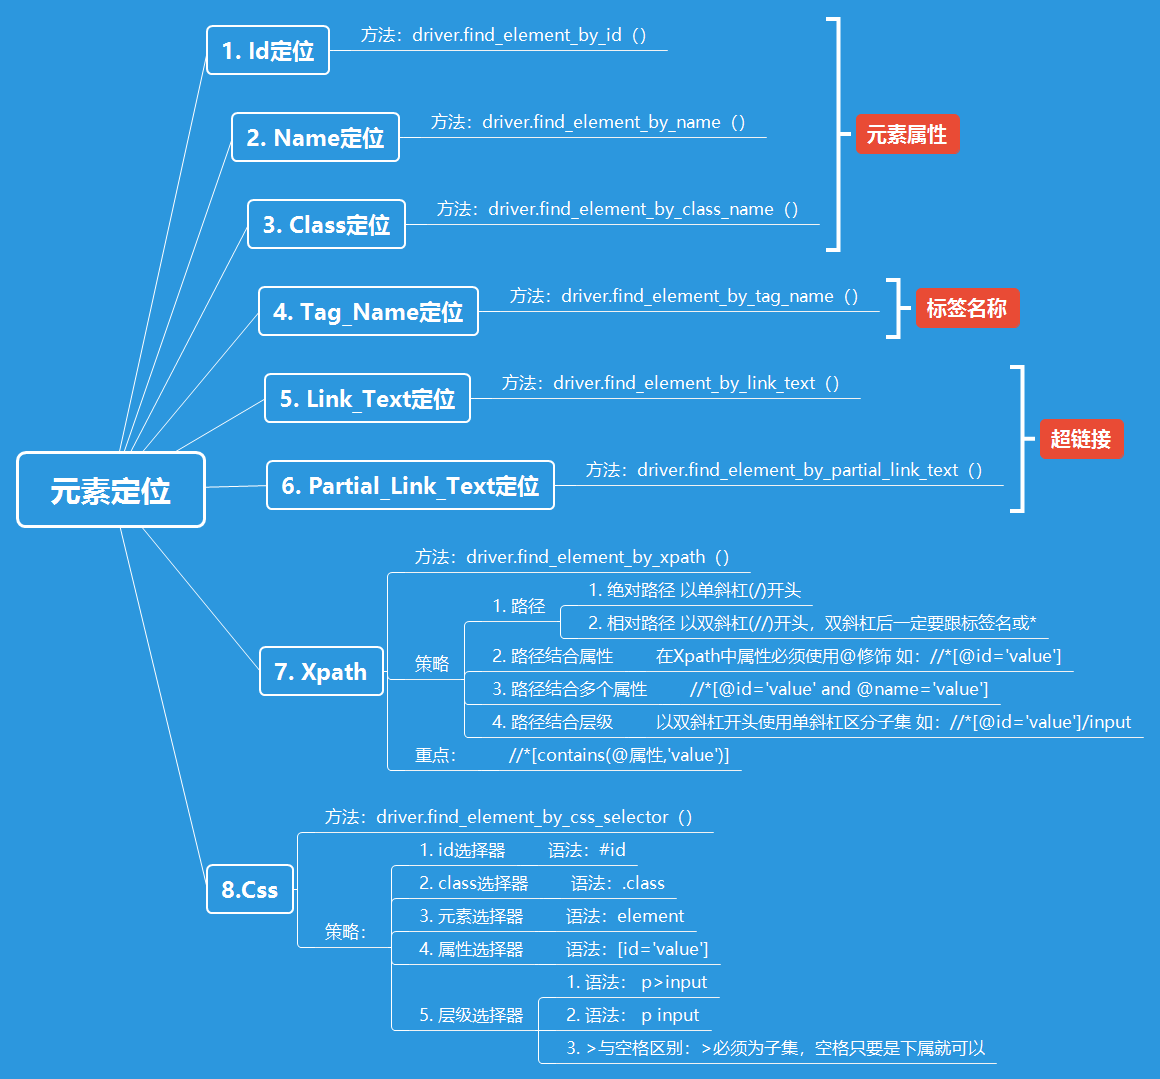 元素定位
1. Id定位
方法：driver.find_element_by_id（）
2. Name定位
方法：driver.find_element_by_name（）
3. Class定位
方法：driver.find_element_by_class_name（）
元素属性
4. Tag_Name定位
方法：driver.find_element_by_tag_name（）
标签名称
5. Link_Text定位
方法：driver.find_element_by_link_text（）
6. Partial_Link_Text定位
方法：driver.find_element_by_partial_link_text（）
超链接
7. Xpath
方法：driver.find_element_by_xpath（）
策略
1. 路径
1. 绝对路径 以单斜杠(/)开头
2. 相对路径 以双斜杠(//)开头，双斜杠后一定要跟标签名或*
2. 路径结合属性
在Xpath中属性必须使用@修饰 如：//*[@id='value']
3. 路径结合多个属性
//*[@id='value' and @name='value']
4. 路径结合层级
以双斜杠开头使用单斜杠区分子集 如：//*[@id='value']/input
重点：
//*[contains(@属性,'value')]
8.Css
方法：driver.find_element_by_css_selector（）
策略：
1. id选择器
语法：#id
2. class选择器
语法：.class
3. 元素选择器
语法：element
4. 属性选择器
语法：[id='value']
5. 层级选择器
1. 语法： p>input
2. 语法： p input
3. >与空格区别：>必须为子集，空格只要是下属就可以